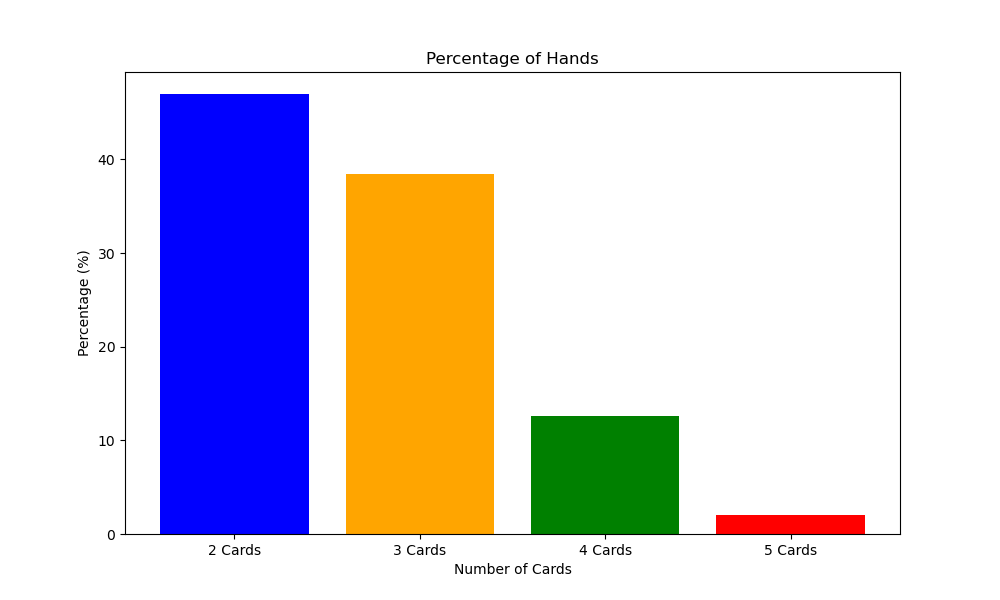 Percentage of Hands
Percentage (%)
40
30
20
10
0
2 Cards
3 Cards
4 Cards
5 Cards
Number of Cards